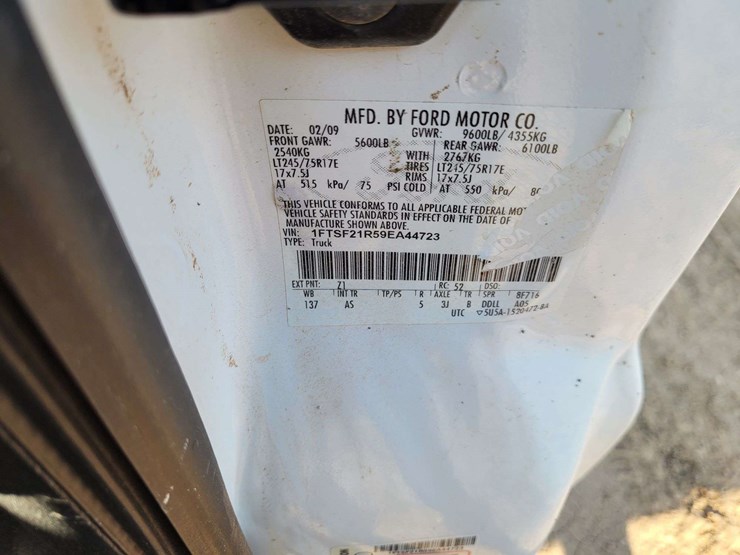 MFD. BY FORD MOTOR CO.
DATE: 02/09 GVWR: 9600LB/ 4355KG
FRONT GAWR: 5600LB REAR GAWR: 6100LB
2540KG WITH 2767KG
LT245/75R17E TIRES LT245/75R17E
17x7.5J RIMS 17x7.5J
AT 515 kPa/ 75 PSI COLD AT 550 kPa/
THIS VEHICLE CONFORMS TO ALL APPLICABLE FEDERAL MOT
VEHICLE SAFETY STANDARDS IN EFFECT ON THE DATE OF
MANUFACTURE SHOWN ABOVE.
VIN: 1FTSF21R59EA44723
TYPE: Truck
EXT PNT: Z1 RC: 52 DSO:
WB INT TR TP/PS R AXLE TR SPR 8F716
137 AS 5 3J B DDLL A05
UTC